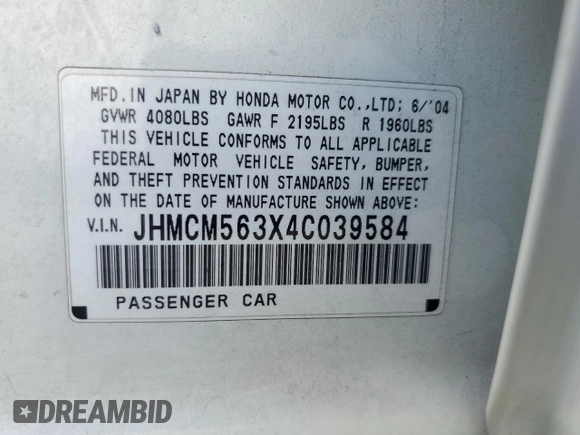 MFD. IN JAPAN BY HONDA MOTOR CO.,LTD; 6/'04
GVWR 4080LBS GAWR F 2195LBS R 1960LBS
THIS VEHICLE CONFORMS TO ALL APPLICABLE
FEDERAL MOTOR VEHICLE SAFETY, BUMPER,
AND THEFT PREVENTION STANDARDS IN EFFECT
ON THE DATE OF MANUFACTURE SHOWN ABOVE:
V.I.N. JHMCM563X4C039584
PASSENGER CAR
DREAMBID